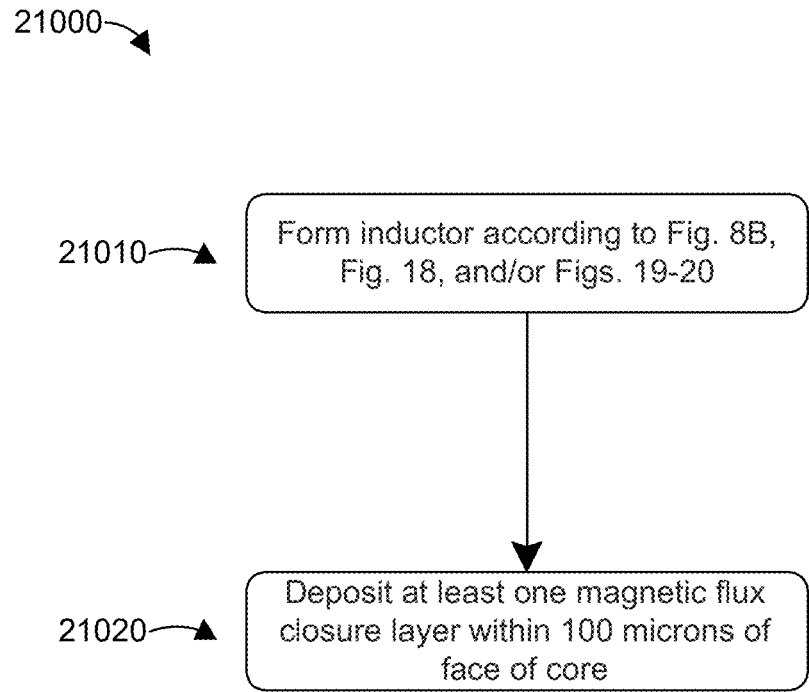 21000
21010
Form inductor according to Fig. 8B,
Fig. 18, and/or Figs. 19-20
21020
Deposit at least one magnetic flux
closure layer within 100 microns of
face of core